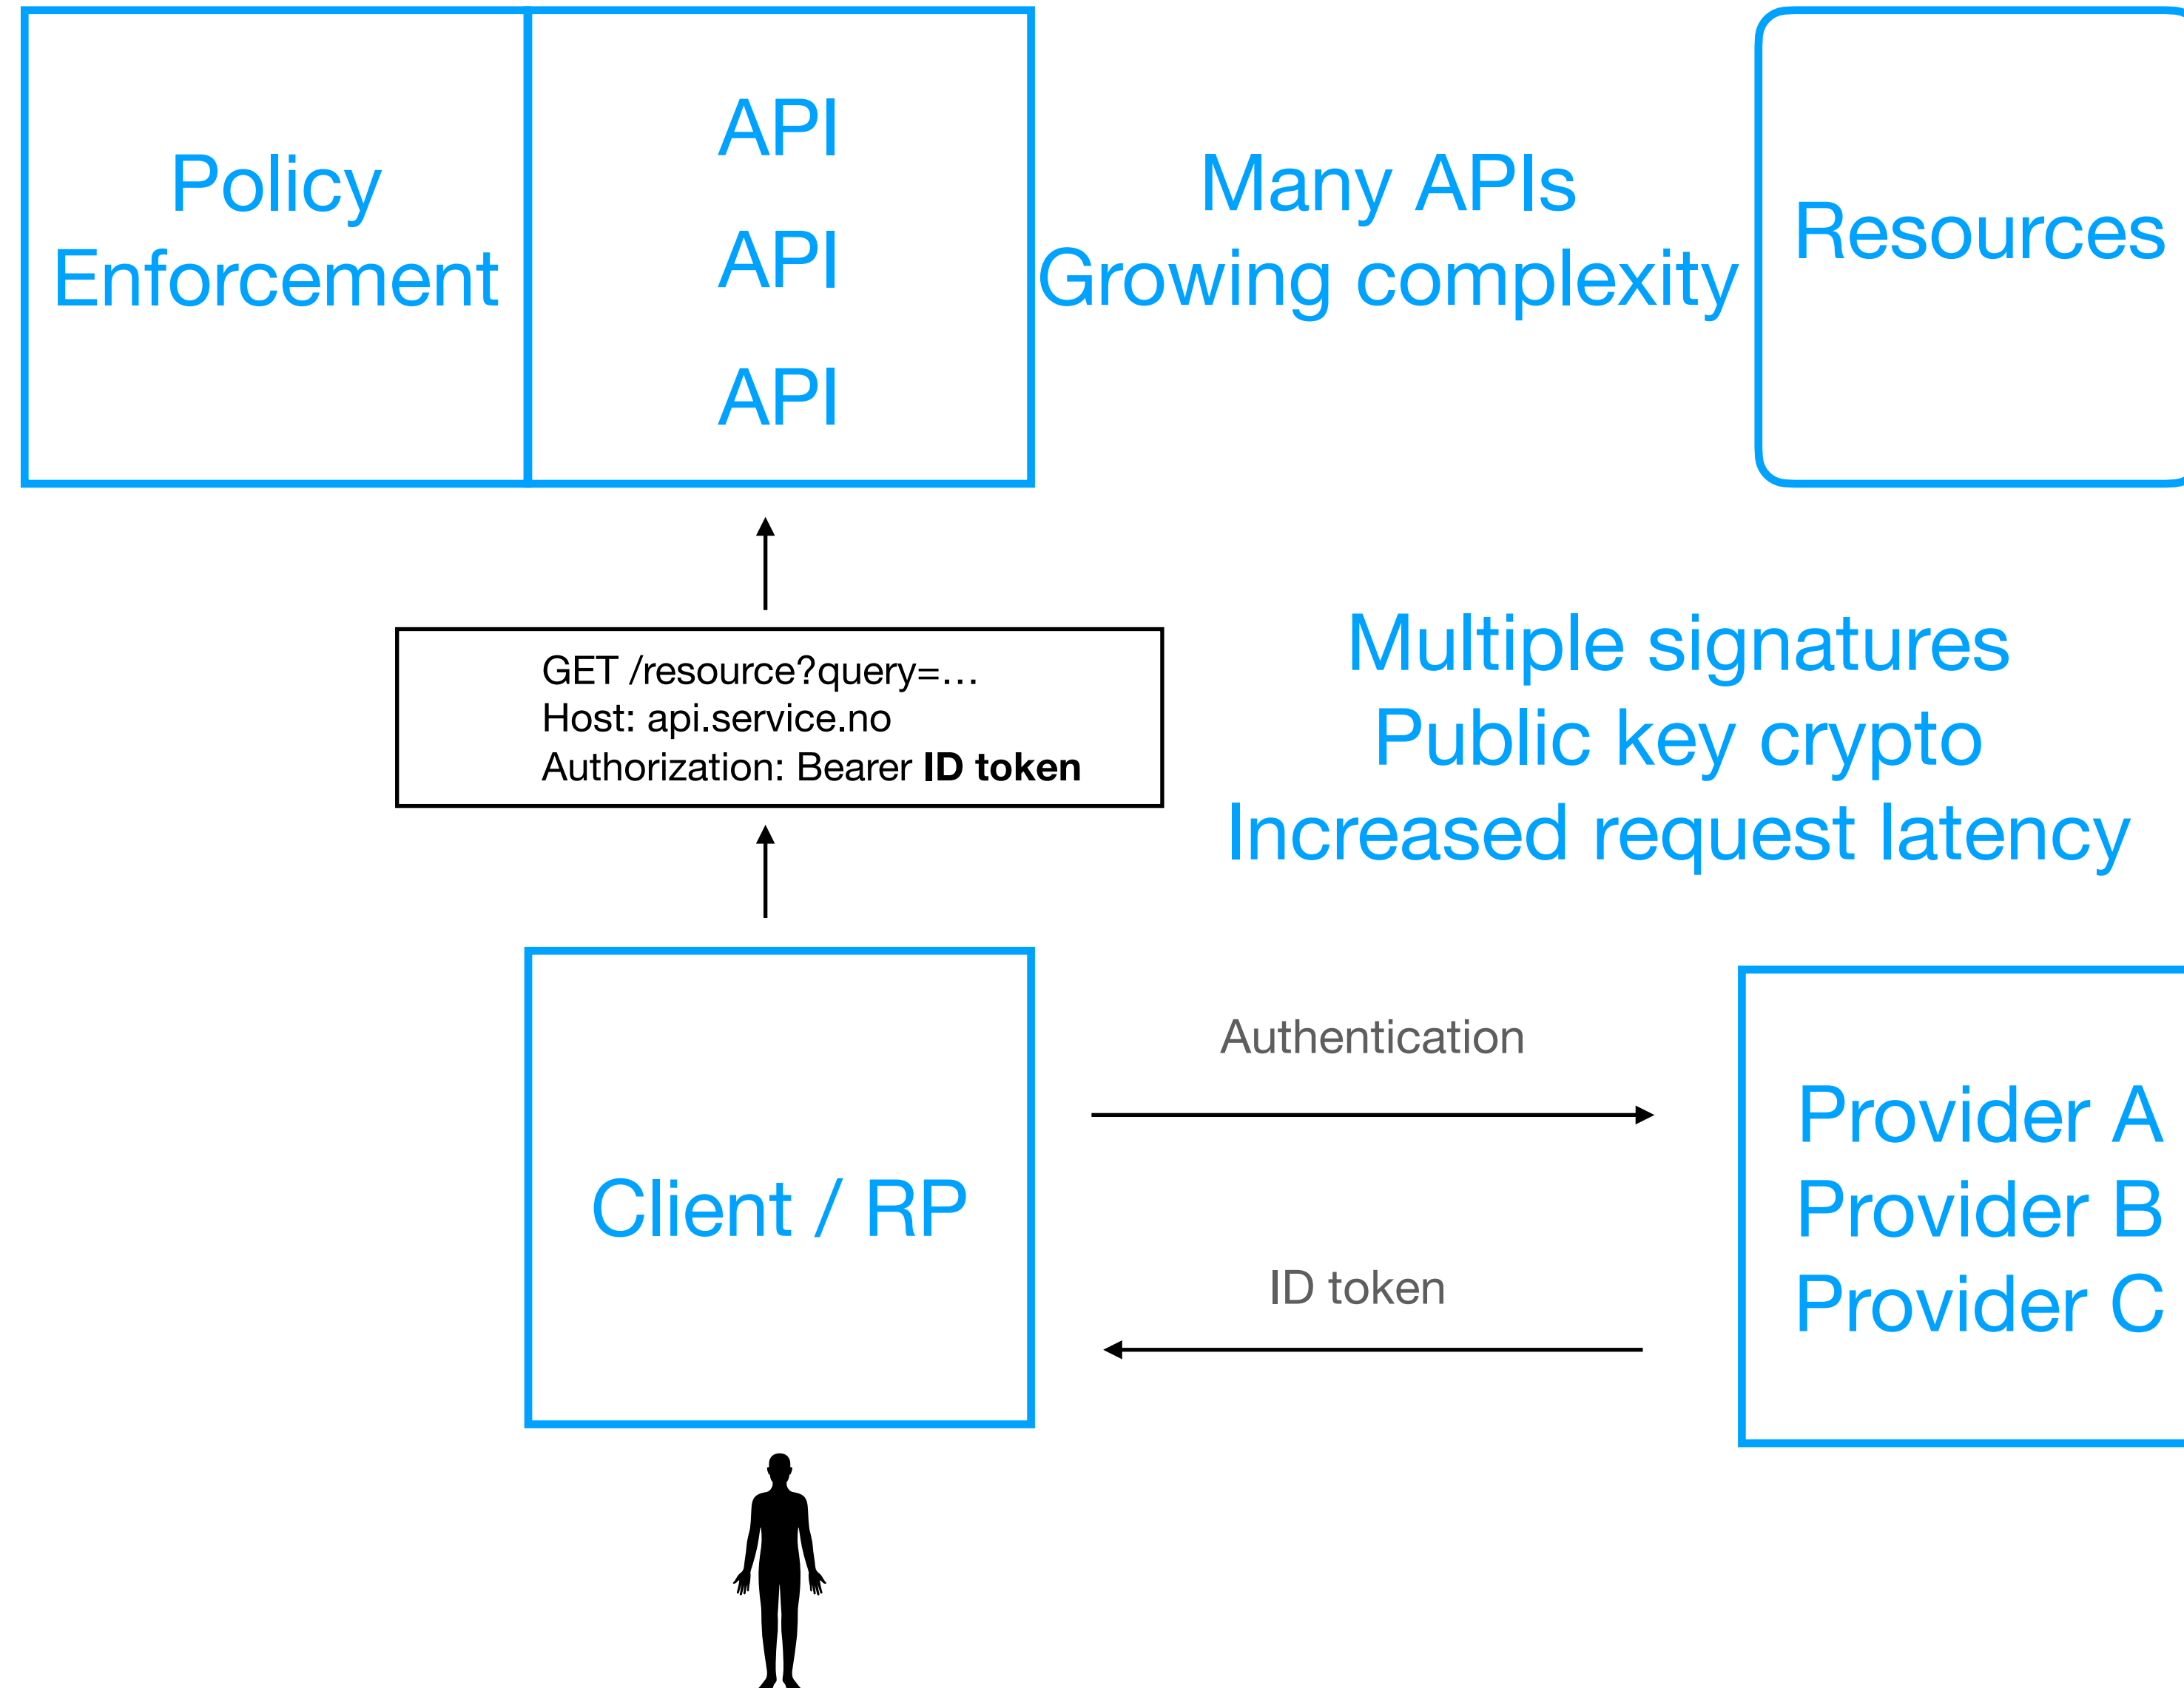 Policy
Enforcement
API
API
API
Many APIs
Growing complexity
Resources
GET /resource?query=…
Host: api.service.no
Authorization: Bearer ID token
Multiple signatures
Public key crypto
Increased request latency
Client / RP
Authentication
ID token
Provider A
Provider B
Provider C